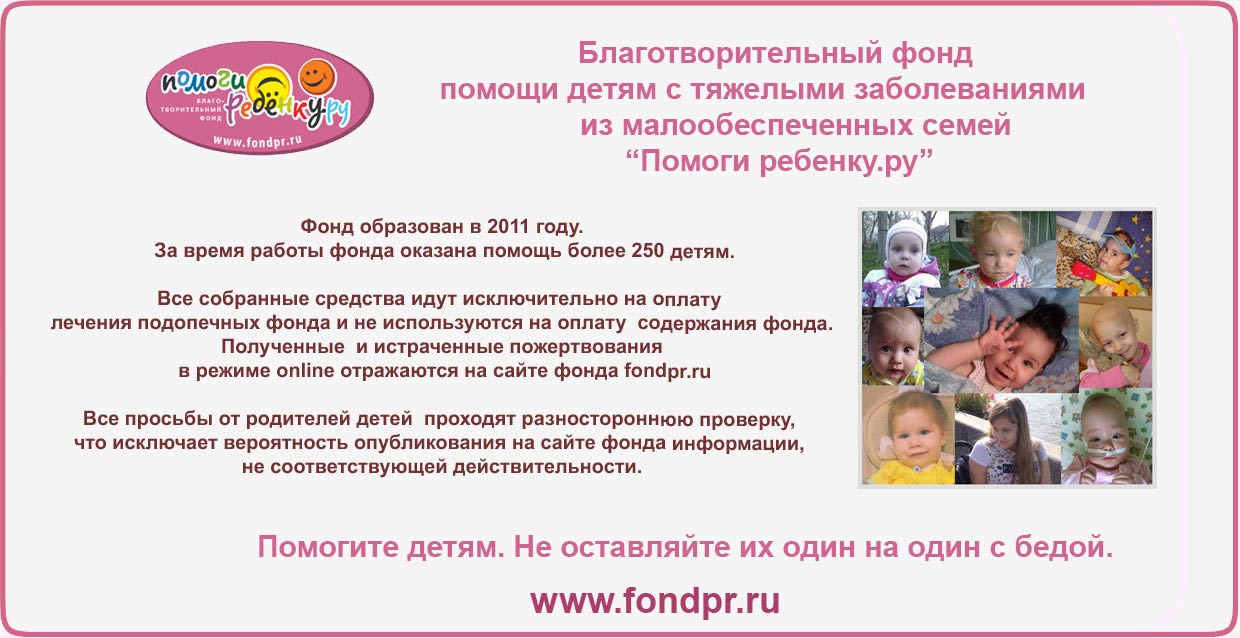 помоги
Ребёнку.ру
БЛАГО-
ТВОРИТЕЛЬНЫЙ
ФОНД
www.fondpr.ru
Благотворительный фонд
помощи детям с тяжелыми заболеваниями
из малообеспеченных семей
“Помоги ребенку.ру”
Фонд образован в 2011 году.
За время работы фонда оказана помощь более 250 детям.
Все собранные средства идут исключительно на оплату
лечения подопечных фонда и не используются на оплату содержания фонда.
Полученные и истраченные пожертвования
в режиме online отражаются на сайте фонда fondpr.ru
Все просьбы от родителей детей проходят разностороннюю проверку,
что исключает вероятность опубликования на сайте фонда информации,
не соответствующей действительности.
Помогите детям. Не оставляйте их один на один с бедой.
www.fondpr.ru